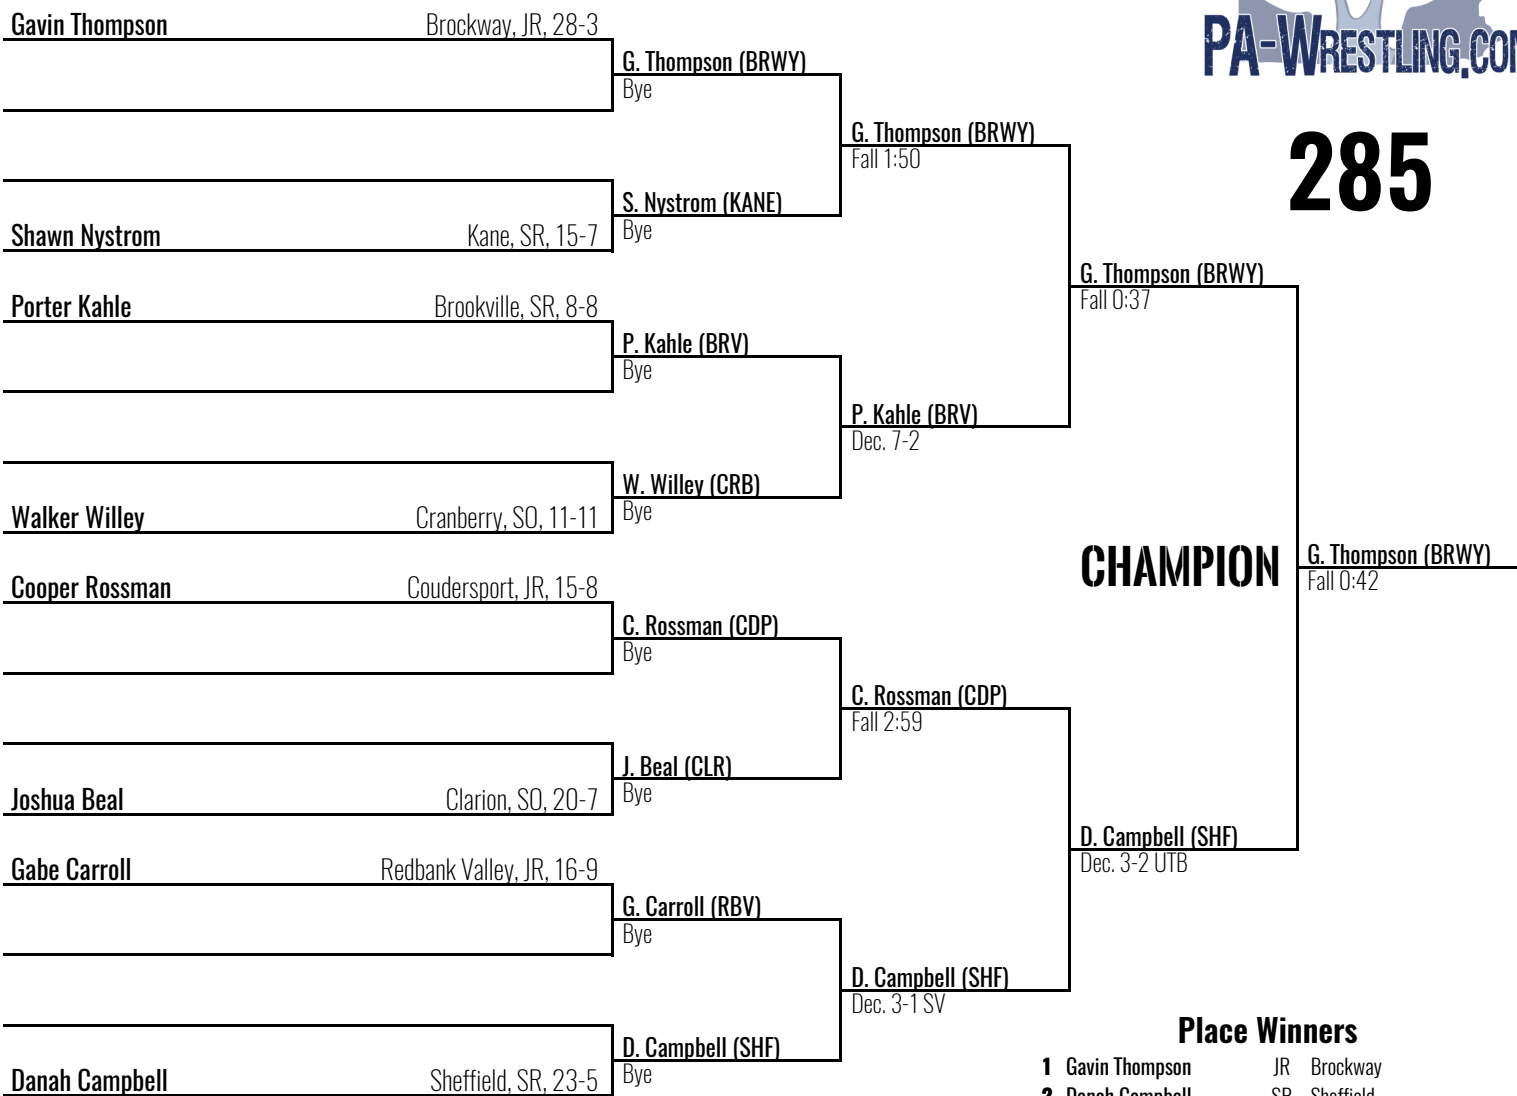 Gavin Thompson Brockway, JR, 28-3
PA-WRESTLING.CO
G. Thompson (BRWY)
Bye
G. Thompson (BRWY)
Fall 1:50
285
S. Nystrom (KANE)
Bye
Shawn Nystrom Kane, SR, 15-7
G. Thompson (BRWY)
Fall 0:37
Porter Kahle Brookville, SR, 8-8
P. Kahle (BRV)
Bye
P. Kahle (BRV)
Dec. 7-2
W. Willey (CRB)
Bye
Walker Willey Cranberry, SO, 11-11
CHAMPION
G. Thompson (BRWY)
Fall 0:42
Cooper Rossman Coudersport, JR, 15-8
C. Rossman (CDP)
Bye
C. Rossman (CDP)
Fall 2:59
J. Beal (CLR)
Bye
Joshua Beal Clarion, SO, 20-7
D. Campbell (SHF)
Dec. 3-2 UTB
Gabe Carroll Redbank Valley, JR, 16-9
G. Carroll (RBV)
Bye
D. Campbell (SHF)
Dec. 3-1 SV
Place Winners
D. Campbell (SHF)
Bye
1 Gavin Thompson JR Brockway
Danah Campbell Sheffield, SR, 23-5
2 Danah Campbell SR Sheffield